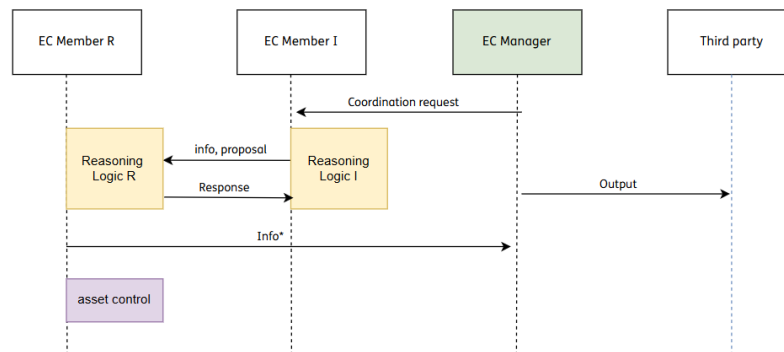 EC Member R
EC Member I
EC Manager
Third party
Coordination request
info, proposal
Reasoning
Logic R
Reasoning
Logic I
Response
Output
Info*
asset control